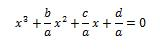 x³ + b/a x² + c/a x + d/a = 0